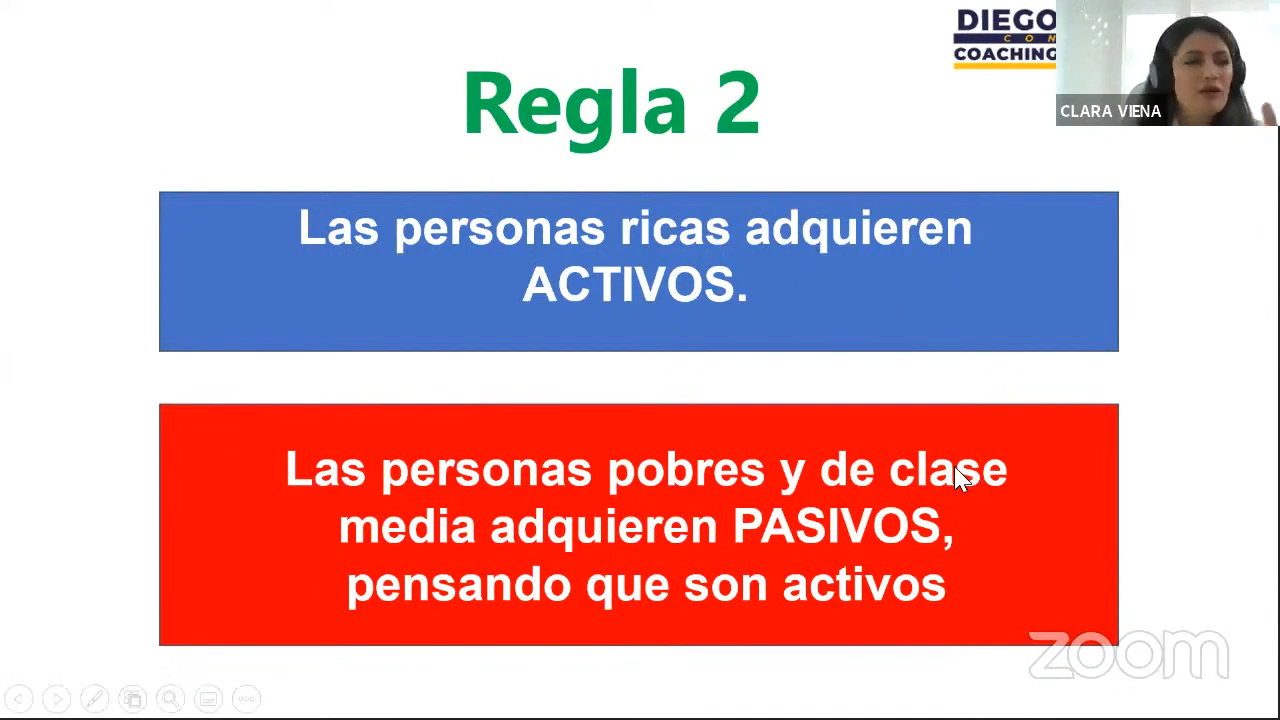 DIEGO
CON
COACHING
CLARA VIENA
Regla 2
Las personas ricas adquieren
ACTIVOS.
Las personas pobres y de clase
media adquieren PASIVOS,
pensando que son activos
zoom